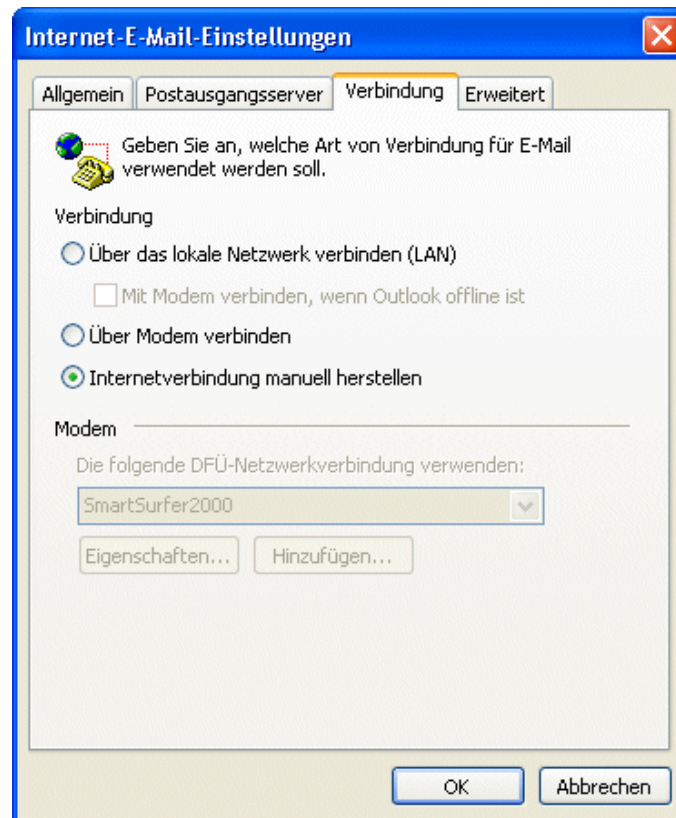 Internet-E-Mail-Einstellungen
Allgemein Postausgangsserver Verbindung Erweitert
Geben Sie an, welche Art von Verbindung für E-Mail
verwendet werden soll.
Verbindung
Über das lokale Netzwerk verbinden (LAN)
Mit Modem verbinden, wenn Outlook offline ist
Über Modem verbinden
Internetverbindung manuell herstellen
Modem
Die folgende DFÜ-Netzwerkverbindung verwenden:
SmartSurfer2000
Eigenschaften... Hinzufügen...
OK Abbrechen